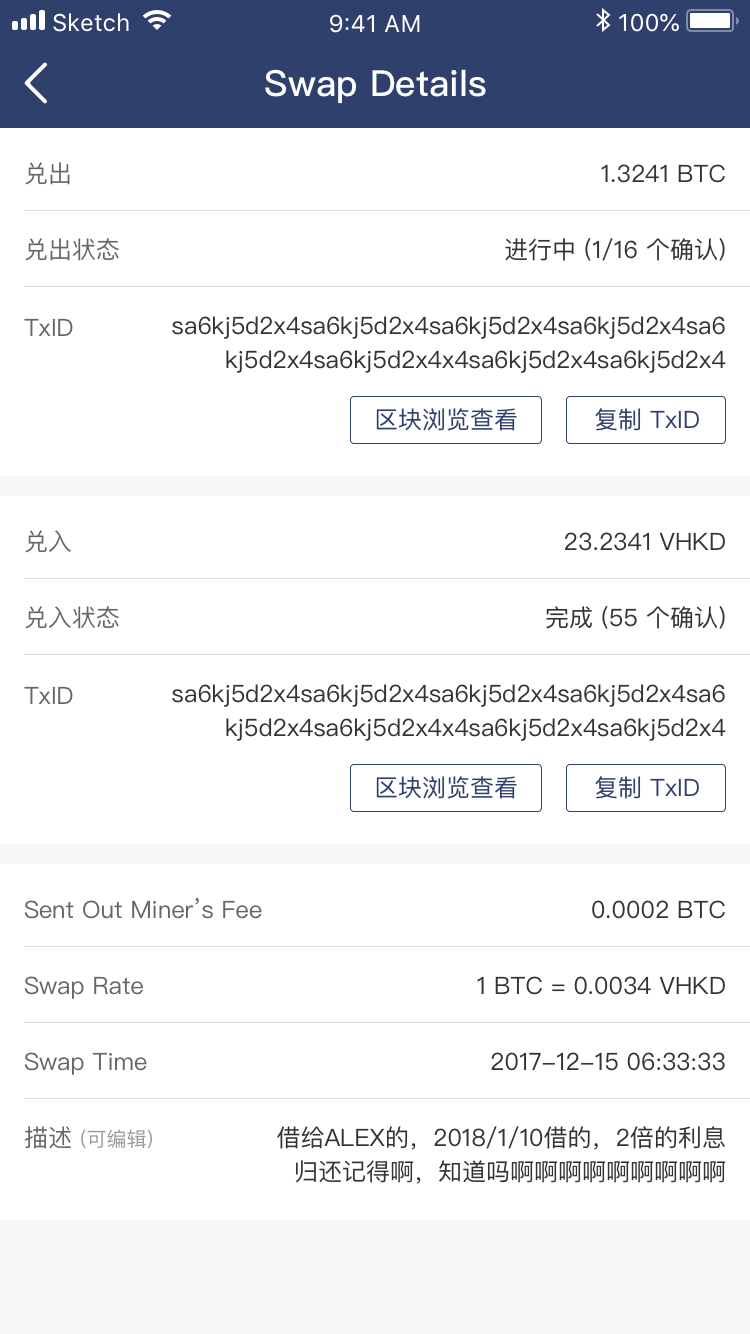 Sketch 9:41 AM 100%
Swap Details
兑出 1.3241 BTC
兑出状态 进行中 (1/16 个确认)
TxID sa6kj5d2x4sa6kj5d2x4sa6kj5d2x4sa6kj5d2x4sa6
kj5d2x4sa6kj5d2x4x4sa6kj5d2x4sa6kj5d2x4
区块浏览查看 复制 TxID
兑入 23.2341 VHKD
兑入状态 完成 (55 个确认)
TxID sa6kj5d2x4sa6kj5d2x4sa6kj5d2x4sa6kj5d2x4sa6
kj5d2x4sa6kj5d2x4x4sa6kj5d2x4sa6kj5d2x4
区块浏览查看 复制 TxID
Sent Out Miner’s Fee 0.0002 BTC
Swap Rate 1 BTC = 0.0034 VHKD
Swap Time 2017–12–15 06:33:33
描述 (可编辑) 借给ALEX的，2018/1/10借的，2倍的利息
归还记得啊，知道吗啊啊啊啊啊啊啊啊啊